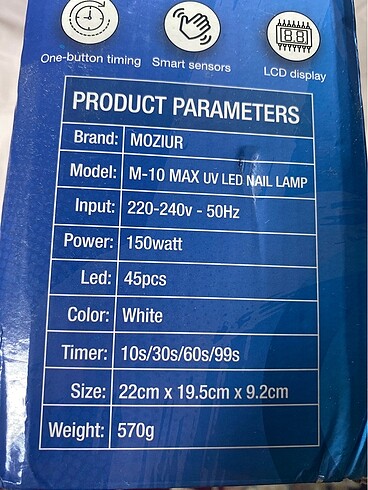 One-button timing Smart sensors LCD display
PRODUCT PARAMETERS
Brand: MOZIUR
Model: M-10 MAX UV LED NAIL LAMP
Input: 220-240v - 50Hz
Power: 150watt
Led: 45pcs
Color: White
Timer: 10s/30s/60s/99s
Size: 22cm x 19.5cm x 9.2cm
Weight: 570g